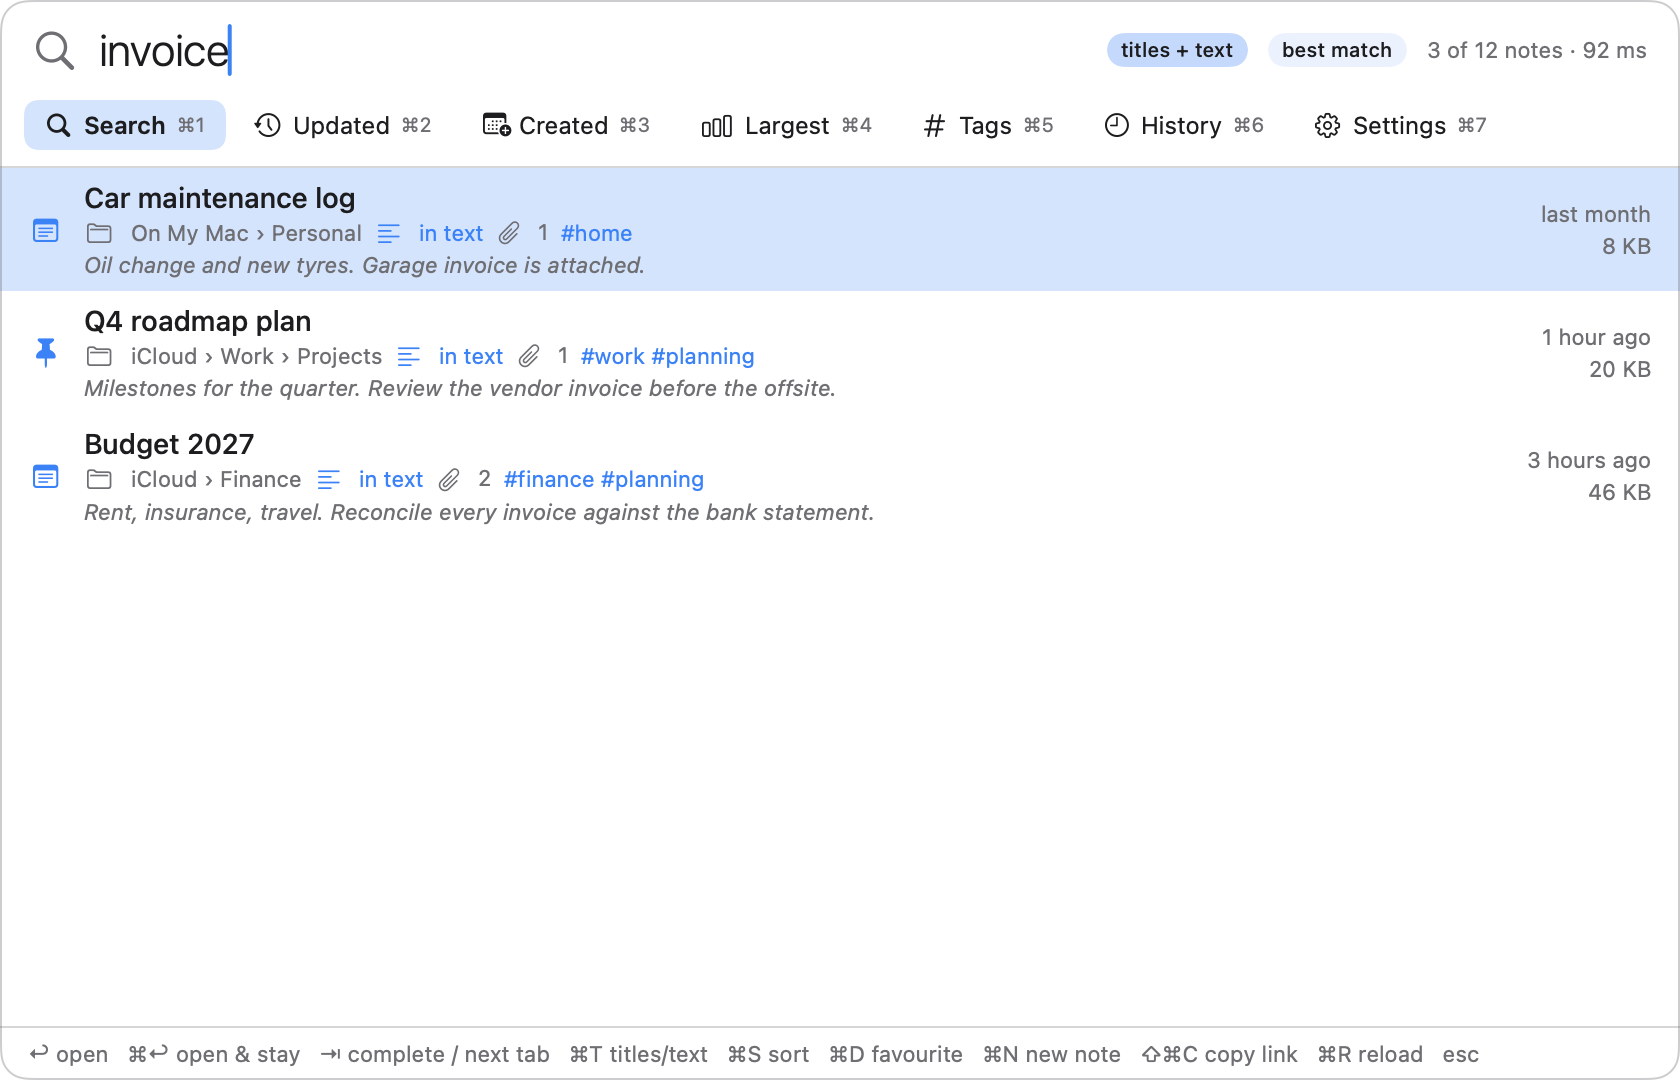 invoice titles + text best match 3 of 12 notes · 92 ms
Search ⌘1 Updated ⌘2 Created ⌘3 Largest ⌘4 # Tags ⌘5 History ⌘6 Settings ⌘7
Car maintenance log
last month
On My Mac › Personal in text 1 #home
8 KB
Oil change and new tyres. Garage invoice is attached.
Q4 roadmap plan
1 hour ago
iCloud › Work › Projects in text 1 #work #planning
20 KB
Milestones for the quarter. Review the vendor invoice before the offsite.
Budget 2027
3 hours ago
iCloud › Finance in text 2 #finance #planning
46 KB
Rent, insurance, travel. Reconcile every invoice against the bank statement.
↩ open ⌘↩ open & stay ⇥ complete / next tab ⌘T titles/text ⌘S sort ⌘D favourite ⌘N new note ⇧⌘C copy link ⌘R reload esc